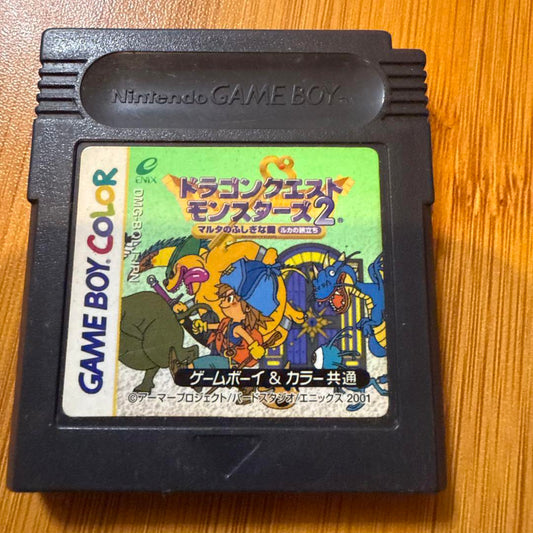 Nintendo GAME BOY TM
ENIX
ドラゴンクエスト
モンスターズ2®
マルタのふしぎな鍵 ルカの旅立ち
GAME BOY COLOR
ゲームボーイ & カラー共通
©アーマープロジェクト/バードスタジオ/エニックス 2001